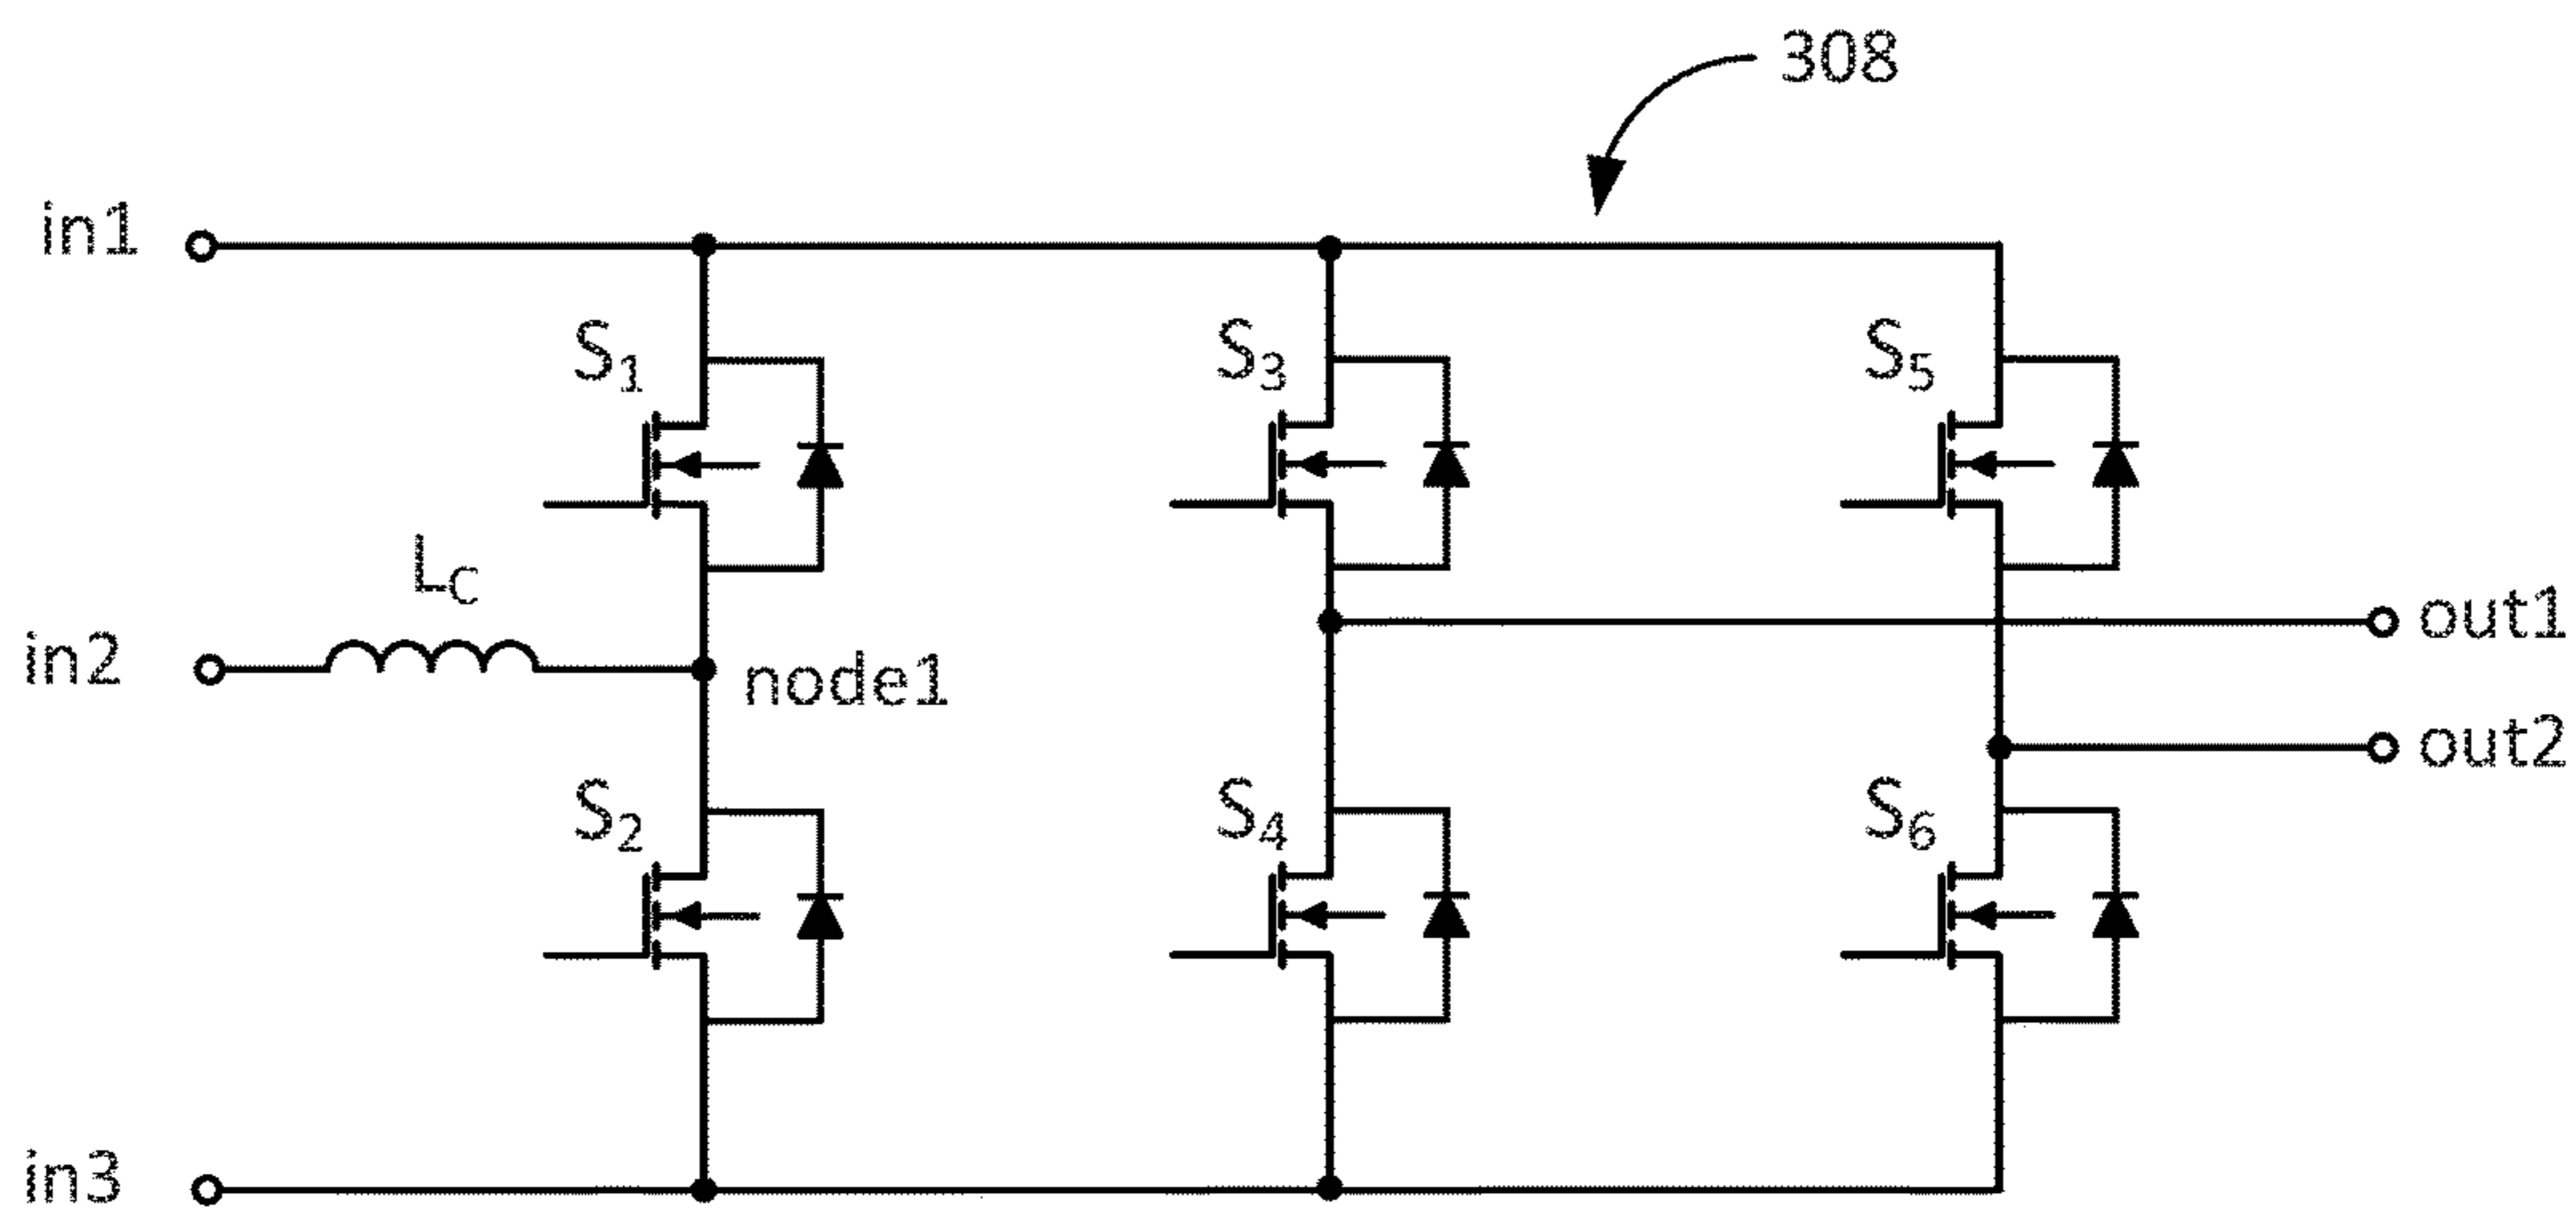 308
in1
S1
S3
S5
LC
out1
in2
node1
out2
S2
S4
S6
in3